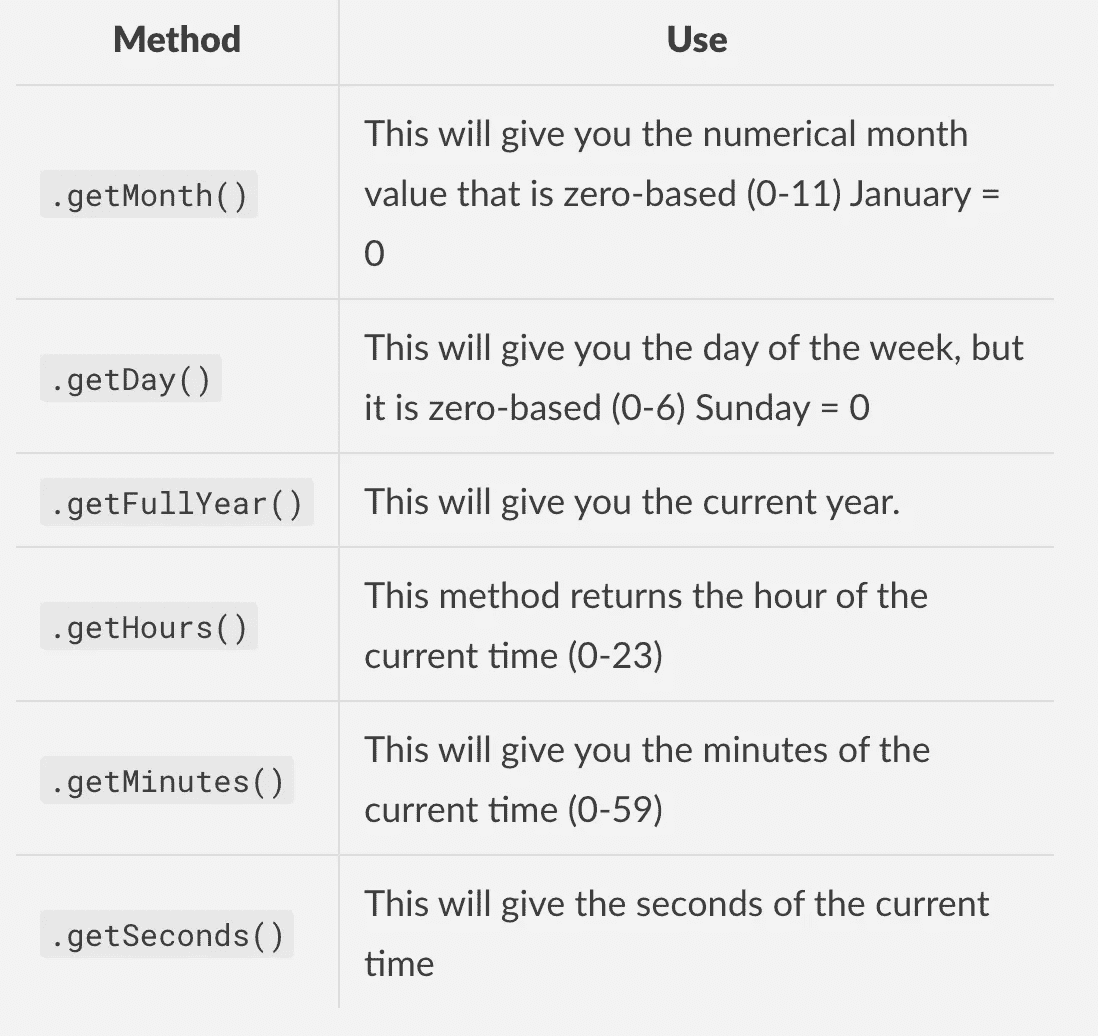 Method Use
This will give you the numerical month
.getMonth() value that is zero-based (0-11) January =
0
This will give you the day of the week, but
.getDay() it is zero-based (0-6) Sunday = 0
.getFullYear() This will give you the current year.
This method returns the hour of the
.getHours() current time (0-23)
This will give you the minutes of the
.getMinutes() current time (0-59)
This will give the seconds of the current
.getSeconds() time